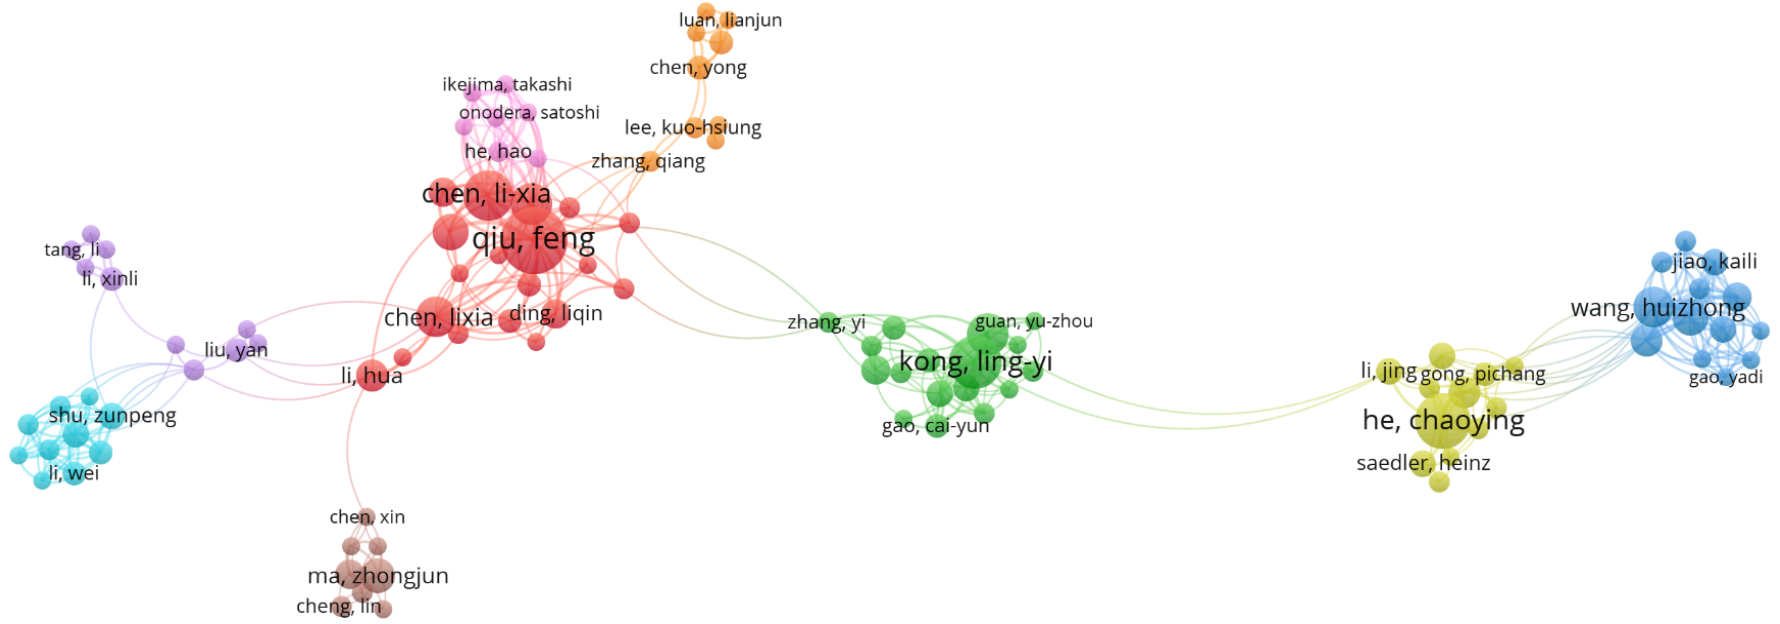 luan, lianjun
chen, yong
ikejima, takashi
onodera, satoshi
lee, kuo-hsiung
he, hao
zhang, qiang
chen, li-xia
qiu, feng
tang, li
li, xinli
jiao, kaili
wang, huizhong
chen, lixia
ding, liqin
zhang, yi
guan, yu-zhou
liu, yan
kong, ling-yi
li, hua
li, jing
gong, pichang
gao, yadi
shu, zunpeng
gao, cai-yun
he, chaoying
li, wei
saedler, heinz
chen, xin
ma, zhongjun
cheng, lin